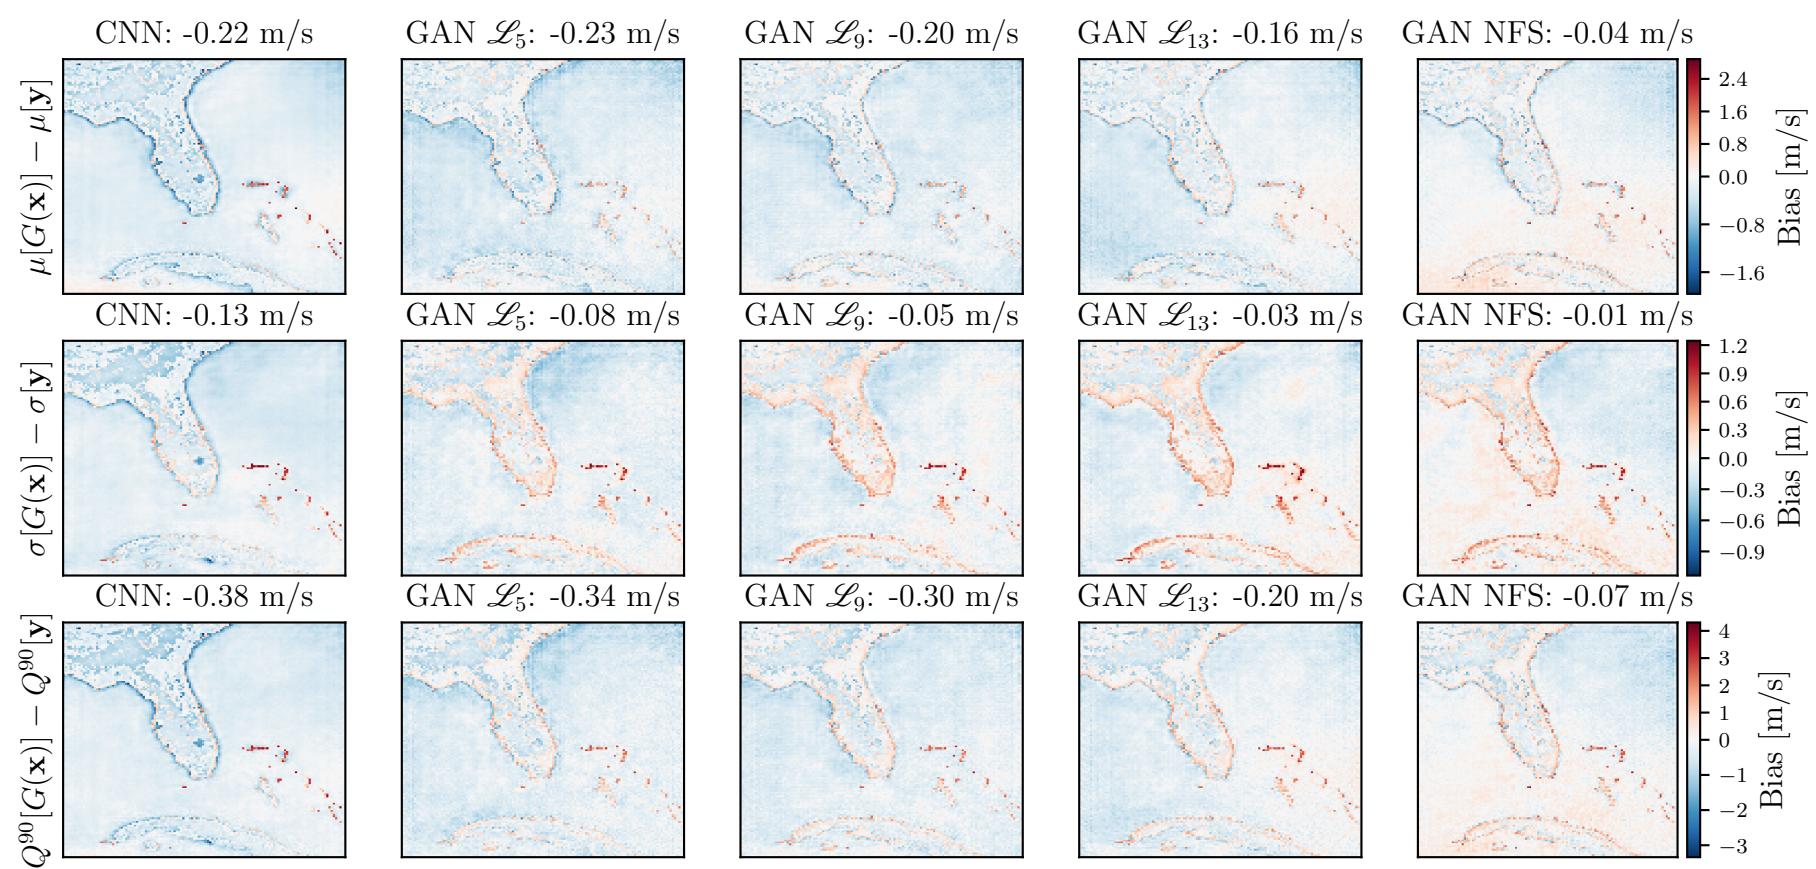 CNN: -0.22 m/s GAN ℒ₅: -0.23 m/s GAN ℒ₉: -0.20 m/s GAN ℒ₁₃: -0.16 m/s GAN NFS: -0.04 m/s
μ[G(x)] − μ[y]
2.4
1.6
0.8
0.0
−0.8
−1.6
Bias [m/s]
CNN: -0.13 m/s GAN ℒ₅: -0.08 m/s GAN ℒ₉: -0.05 m/s GAN ℒ₁₃: -0.03 m/s GAN NFS: -0.01 m/s
σ[G(x)] − σ[y]
1.2
0.9
0.6
0.3
0.0
−0.3
−0.6
−0.9
Bias [m/s]
CNN: -0.38 m/s GAN ℒ₅: -0.34 m/s GAN ℒ₉: -0.30 m/s GAN ℒ₁₃: -0.20 m/s GAN NFS: -0.07 m/s
Q⁹⁰[G(x)] − Q⁹⁰[y]
4
3
2
1
0
−1
−2
−3
Bias [m/s]